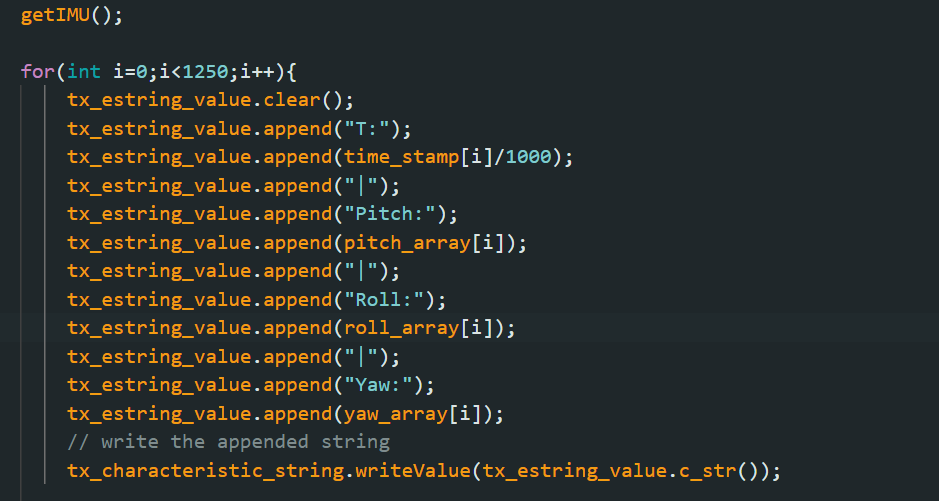 getIMU();
for(int i=0;i<1250;i++){
tx_estring_value.clear();
tx_estring_value.append("T:");
tx_estring_value.append(time_stamp[i]/1000);
tx_estring_value.append("|");
tx_estring_value.append("Pitch:");
tx_estring_value.append(pitch_array[i]);
tx_estring_value.append("|");
tx_estring_value.append("Roll:");
tx_estring_value.append(roll_array[i]);
tx_estring_value.append("|");
tx_estring_value.append("Yaw:");
tx_estring_value.append(yaw_array[i]);
// write the appended string
tx_characteristic_string.writeValue(tx_estring_value.c_str());